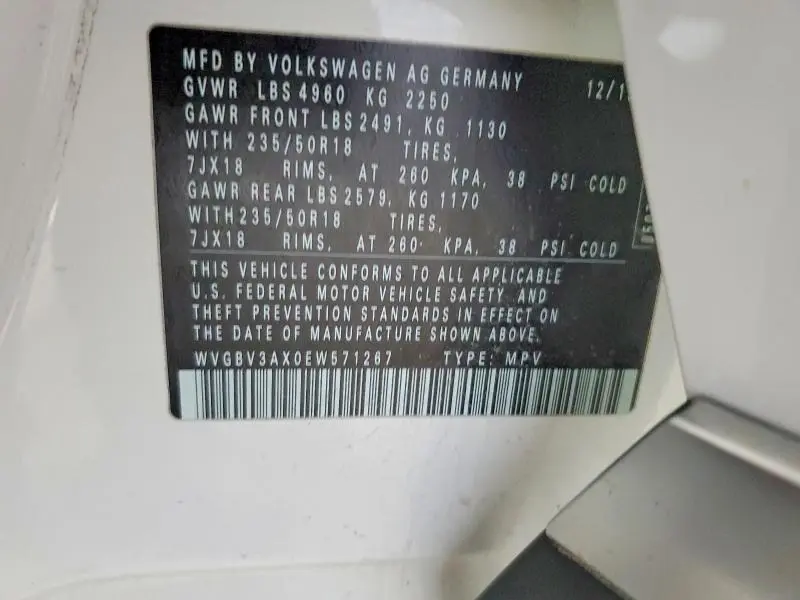 MFD BY VOLKSWAGEN AG GERMANY 12/1
GVWR LBS 4960 KG 2250
GAWR FRONT LBS 2491, KG 1130
WITH 235/50R18 TIRES,
7JX18 RIMS, AT 260 KPA, 38 PSI COLD
GAWR REAR LBS 2579, KG 1170
WITH 235/50R18 TIRES,
7JX18 RIMS, AT 260 KPA, 38 PSI COLD
THIS VEHICLE CONFORMS TO ALL APPLICABLE
U.S. FEDERAL MOTOR VEHICLE SAFETY, AND
THEFT PREVENTION STANDARDS IN EFFECT ON
THE DATE OF MANUFACTURE SHOWN ABOVE.
WVGBV3AX0EW571267 TYPE: MPV